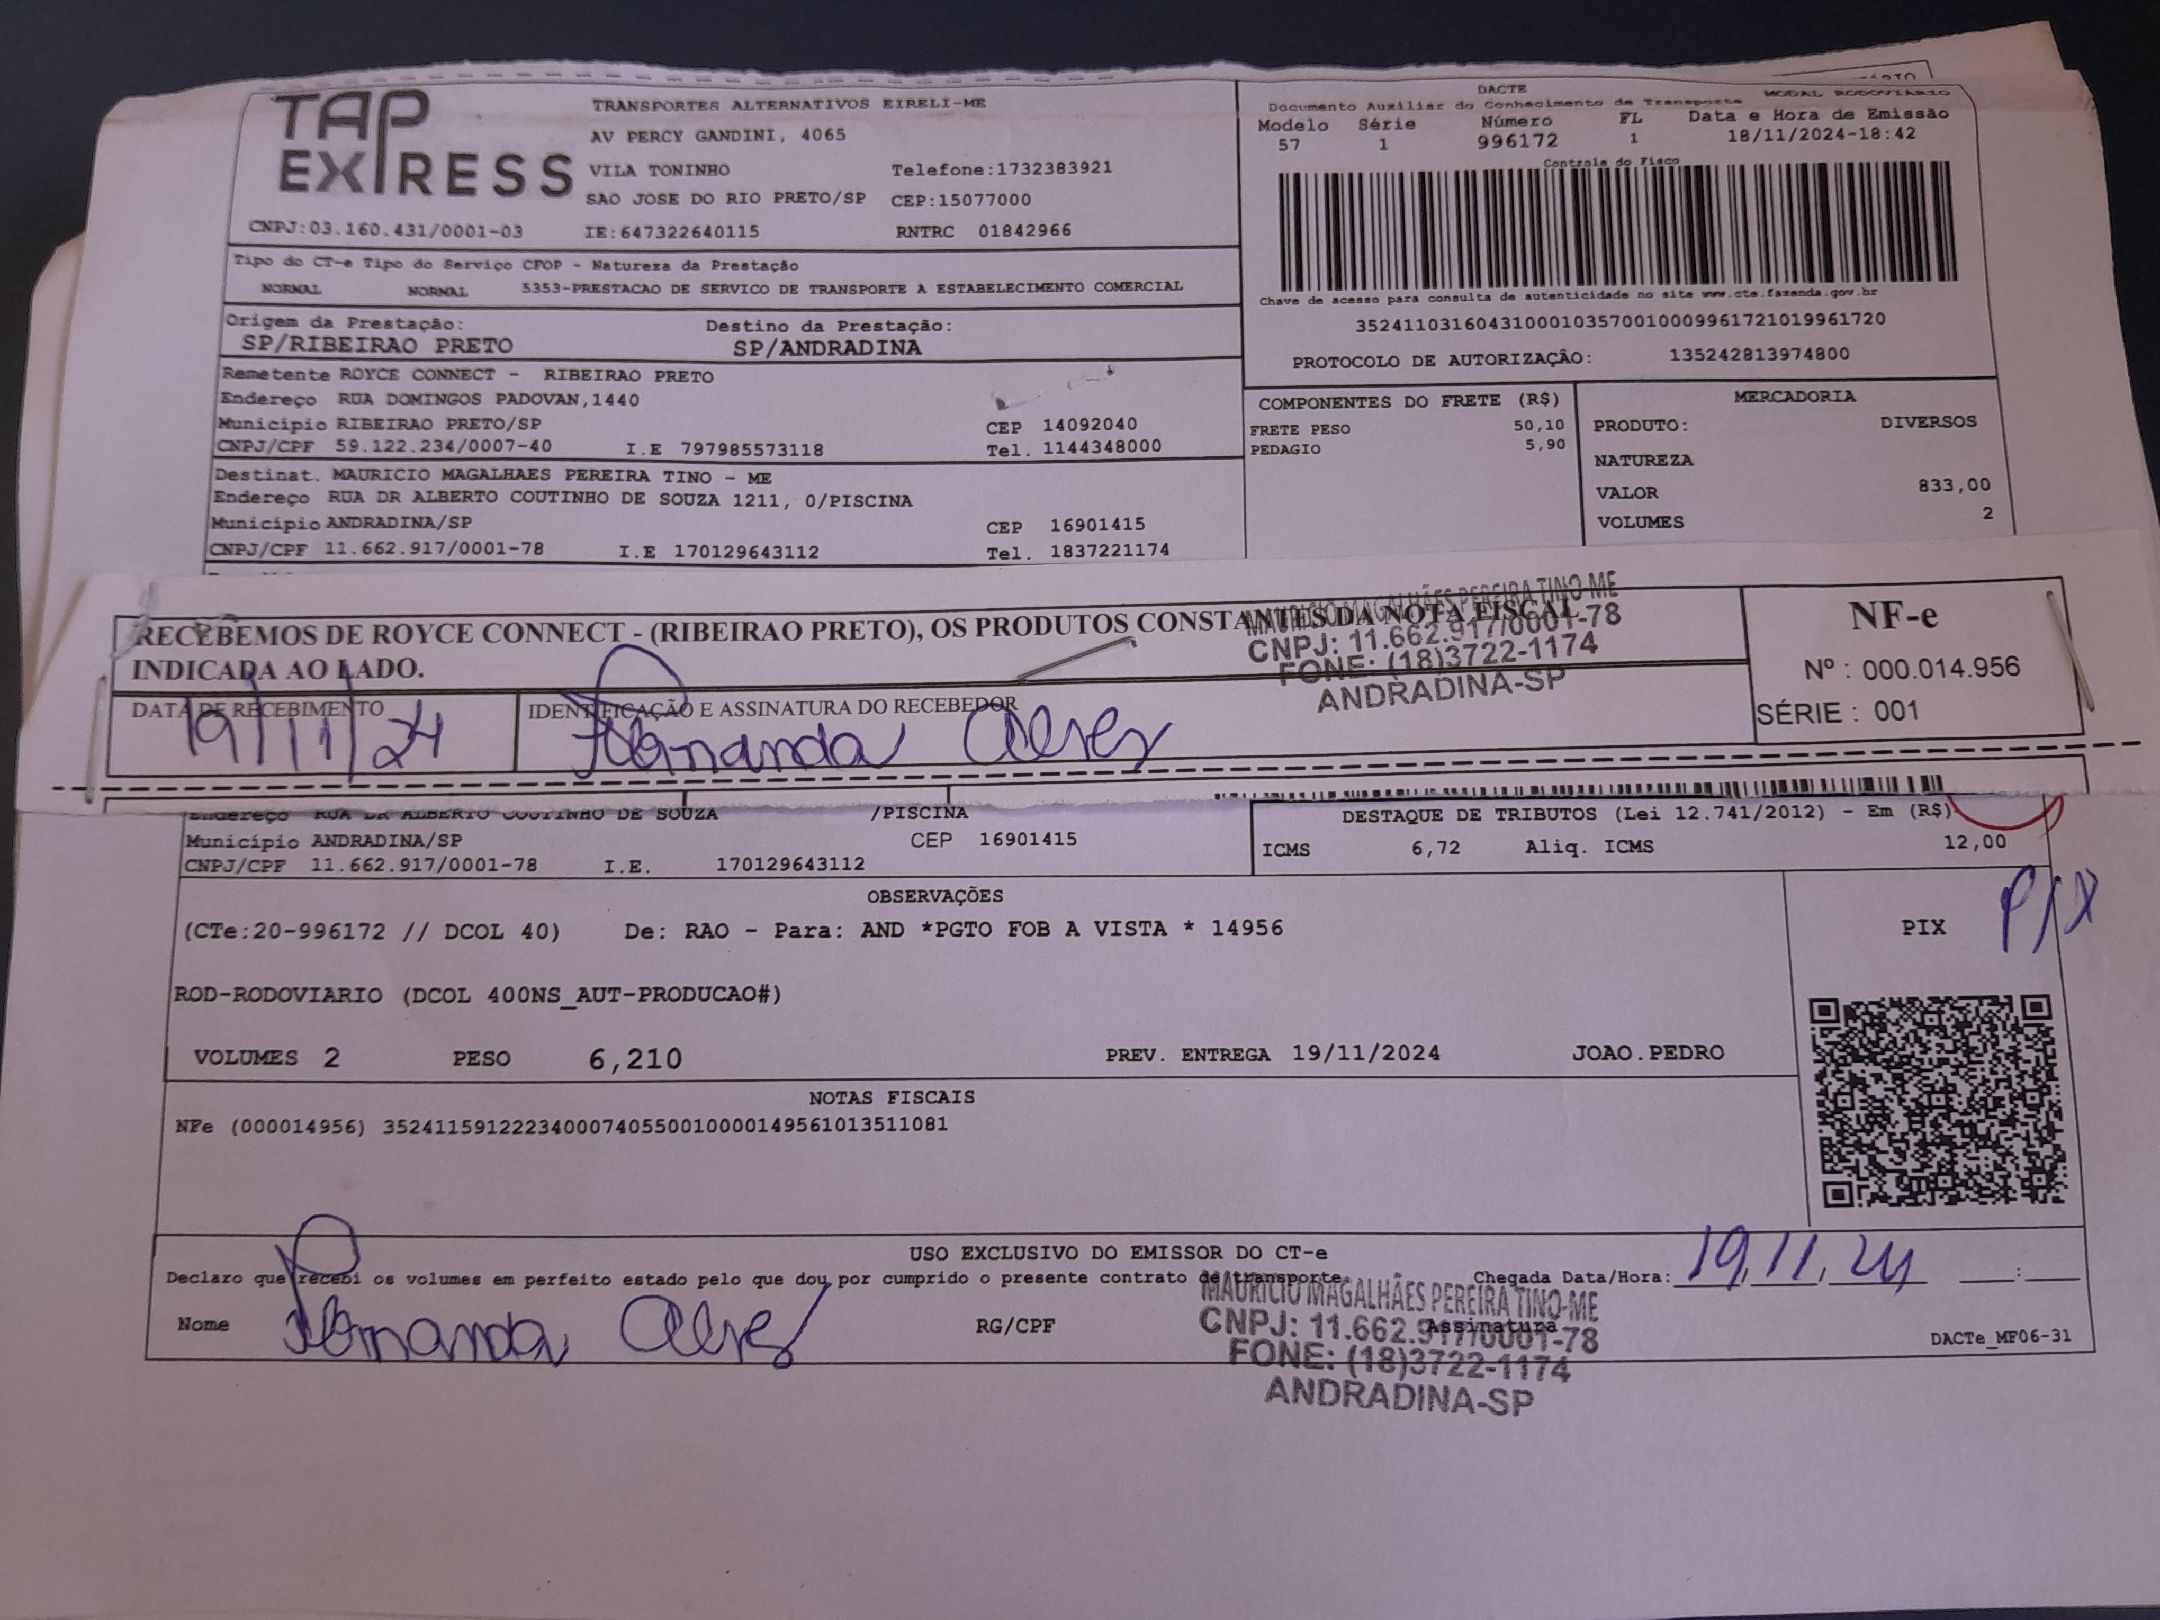 TAP EXPRESS
TRANSPORTES ALTERNATIVOS EIRELI-ME
AV PERCY GANDINI, 4065
VILA TONINHO Telefone:1732383921
SAO JOSE DO RIO PRETO/SP CEP:15077000
CNPJ:03.160.431/0001-03 IE:647322640115 RNTRC 01842966
DACTE
Documento Auxiliar do Conhecimento de Transporte MODAL RODOVIÁRIO
Modelo Série Número FL Data e Hora de Emissão
57 1 996172 1 18/11/2024-18:42
Controle do Fisco
Chave de acesso para consulta de autenticidade no site www.cte.fazenda.gov.br
35241103160431000103570010009961721019961720
PROTOCOLO DE AUTORIZAÇÃO: 135242813974800
Tipo do CT-e Tipo do Serviço CFOP - Natureza da Prestação
NORMAL NORMAL 5353-PRESTACAO DE SERVICO DE TRANSPORTE A ESTABELECIMENTO COMERCIAL
Origem da Prestação: Destino da Prestação:
SP/RIBEIRAO PRETO SP/ANDRADINA
Remetente ROYCE CONNECT - RIBEIRAO PRETO
Endereço RUA DOMINGOS PADOVAN,1440
Município RIBEIRAO PRETO/SP CEP 14092040
CNPJ/CPF 59.122.234/0007-40 I.E 797985573118 Tel. 1144348000
Destinat. MAURICIO MAGALHAES PEREIRA TINO - ME
Endereço RUA DR ALBERTO COUTINHO DE SOUZA 1211, 0/PISCINA
Município ANDRADINA/SP CEP 16901415
CNPJ/CPF 11.662.917/0001-78 I.E 170129643112 Tel. 1837221174
COMPONENTES DO FRETE (R$)
FRETE PESO 50,10
PEDAGIO 5,90
MERCADORIA
PRODUTO: DIVERSOS
NATUREZA
VALOR 833,00
VOLUMES 2
RECEBEMOS DE ROYCE CONNECT - (RIBEIRAO PRETO), OS PRODUTOS CONSTANTES DA NOTA FISCAL
INDICADA AO LADO.
MAURICIO MAGALHÃES PEREIRA TINO-ME
CNPJ: 11.662.917/0001-78
FONE: (18)3722-1174
ANDRADINA-SP
NF-e
Nº : 000.014.956
SÉRIE : 001
DATA DE RECEBIMENTO IDENTIFICAÇÃO E ASSINATURA DO RECEBEDOR
19/11/24 Fernanda Alves
Endereço RUA DR ALBERTO COUTINHO DE SOUZA /PISCINA
Município ANDRADINA/SP CEP 16901415
CNPJ/CPF 11.662.917/0001-78 I.E. 170129643112
DESTAQUE DE TRIBUTOS (Lei 12.741/2012) - Em (R$)
ICMS 6,72 Aliq. ICMS 12,00
OBSERVAÇÕES
(CTe:20-996172 // DCOL 40) De: RAO - Para: AND *PGTO FOB A VISTA * 14956
PIX PIX
ROD-RODOVIARIO (DCOL 400NS_AUT-PRODUCAO#)
VOLUMES 2 PESO 6,210 PREV. ENTREGA 19/11/2024 JOAO.PEDRO
NOTAS FISCAIS
NFe (000014956) 35241159122234000740550010000149561013511081
USO EXCLUSIVO DO EMISSOR DO CT-e
Declaro que recebi os volumes em perfeito estado pelo que dou por cumprido o presente contrato de transporte. Chegada Data/Hora: 19,11,24 :
Nome Fernanda Alves RG/CPF Assinatura
MAURICIO MAGALHÃES PEREIRA TINO-ME
CNPJ: 11.662.917/0001-78
FONE: (18)3722-1174
ANDRADINA-SP
DACTe_MF06-31